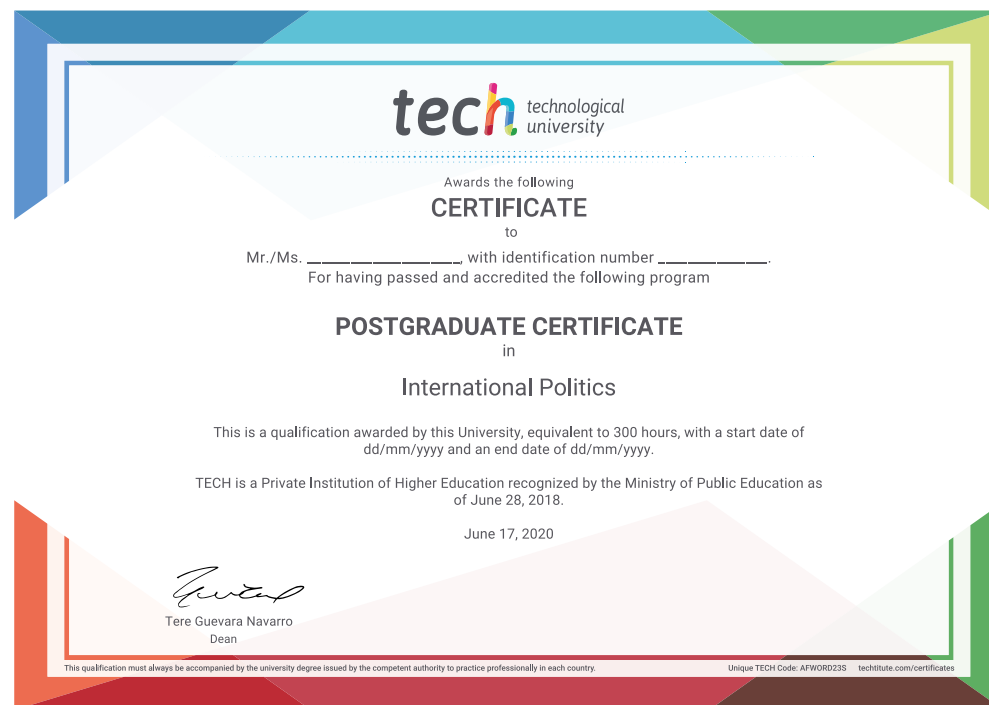 tech technological
university
Awards the following
CERTIFICATE
to
Mr./Ms. ____________________, with identification number ______________.
For having passed and accredited the following program
POSTGRADUATE CERTIFICATE
in
International Politics
This is a qualification awarded by this University, equivalent to 300 hours, with a start date of
dd/mm/yyyy and an end date of dd/mm/yyyy.
TECH is a Private Institution of Higher Education recognized by the Ministry of Public Education as
of June 28, 2018.
June 17, 2020
Tere Guevara Navarro
Dean
This qualification must always be accompanied by the university degree issued by the competent authority to practice professionally in each country.
Unique TECH Code: AFWORD23S techtitute.com/certificates